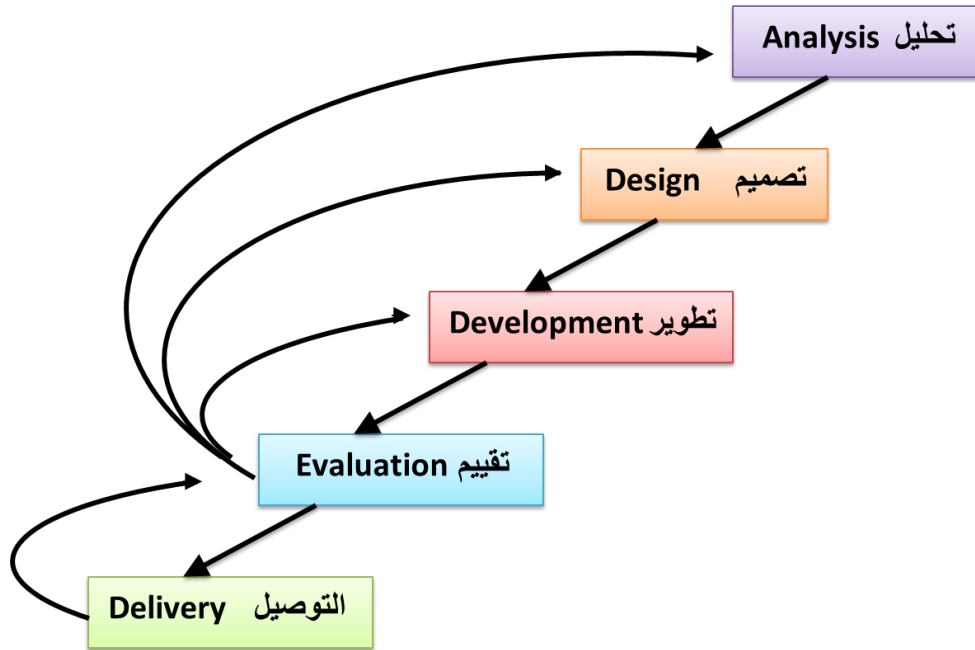 Analysis تحليل
Design تصميم
Development تطوير
Evaluation تقييم
Delivery التوصيل